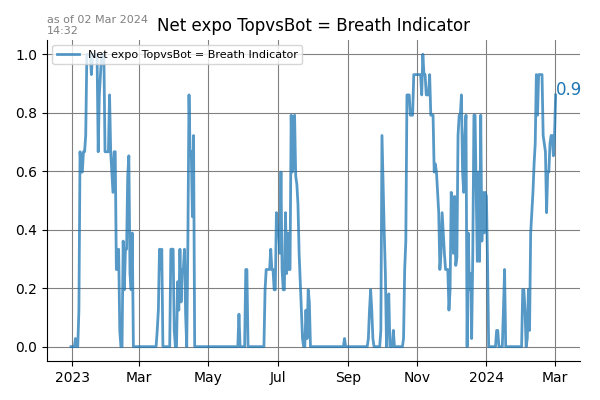 as of 02 Mar 2024
14:32
Net expo TopvsBot = Breath Indicator
Net expo TopvsBot = Breath Indicator
1.0
0.9
0.8
0.6
0.4
0.2
0.0
2023 Mar May Jul Sep Nov 2024 Mar